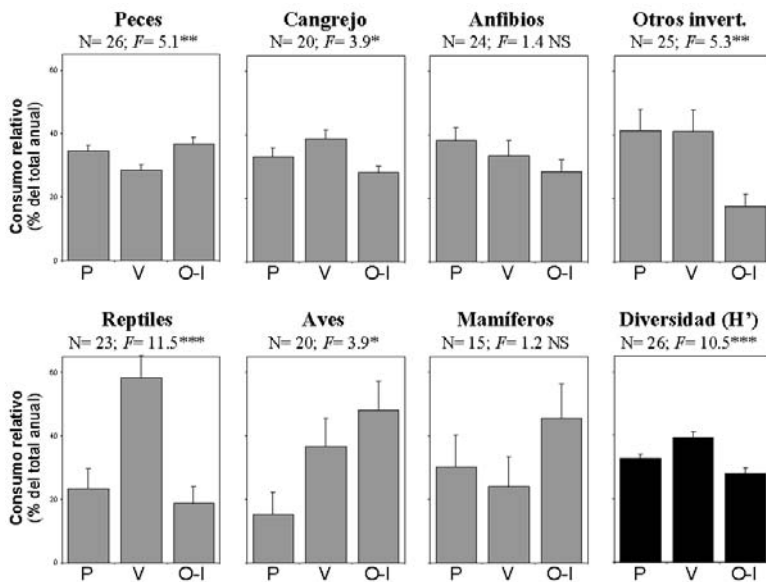 Peces
N= 26; F= 5.1**
Cangrejo
N= 20; F= 3.9*
Anfibios
N= 24; F= 1.4 NS
Otros invert.
N= 25; F= 5.3**
Consumo relativo
(% del total anual)
60
40
20
0
P V O-I
P V O-I
P V O-I
P V O-I
Reptiles
N= 23; F= 11.5***
Aves
N= 20; F= 3.9*
Mamíferos
N= 15; F= 1.2 NS
Diversidad (H’)
N= 26; F= 10.5***
Consumo relativo
(% del total anual)
60
40
20
0
P V O-I
P V O-I
P V O-I
P V O-I